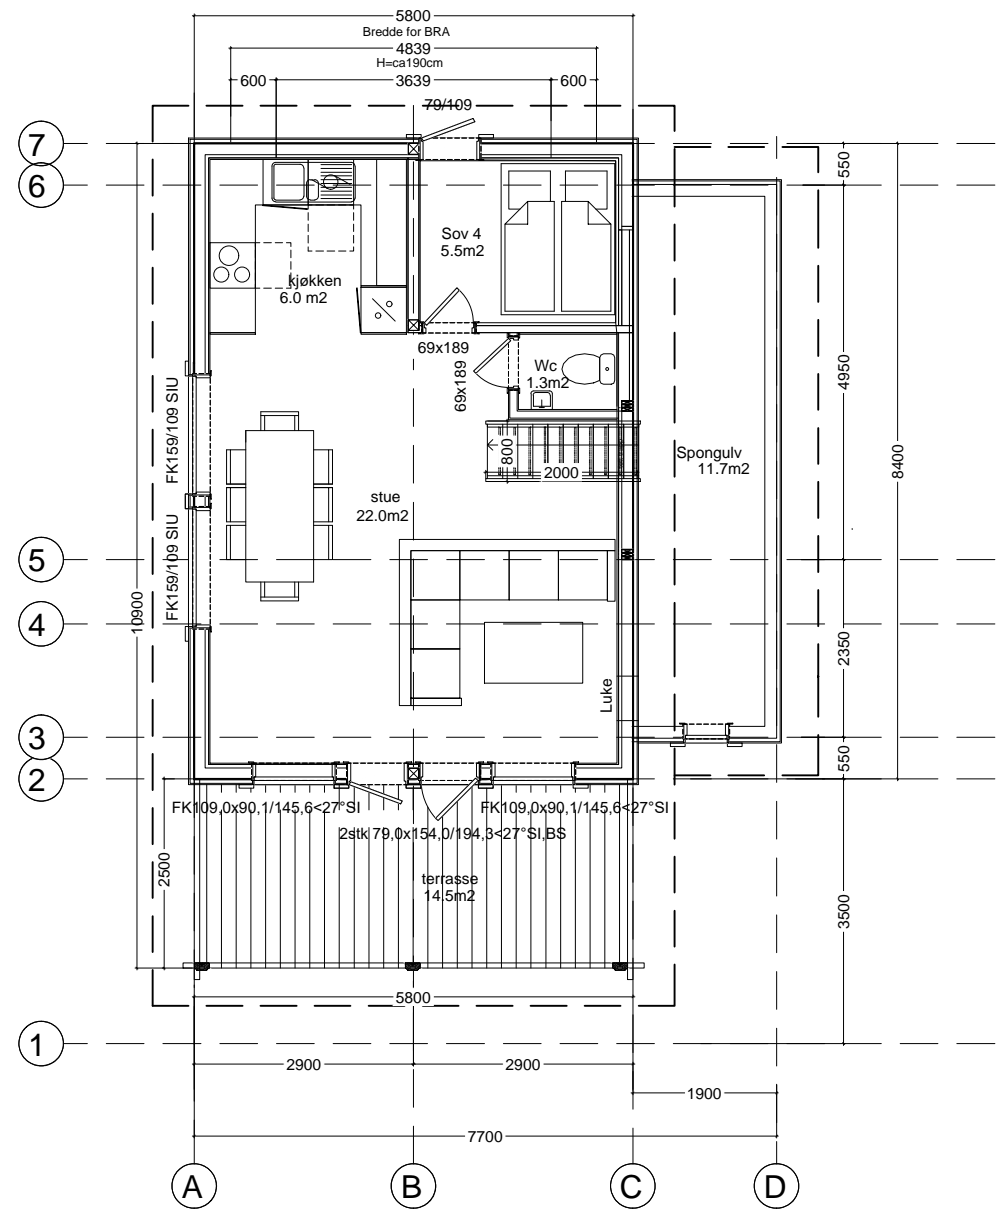 5800
Bredde for BRA
4839
H=ca190cm
600
3639
600
79/109
7
6
550
Sov 4
5.5m2
kjøkken
6.0 m2
69x189
69x189
Wc
1.3m2
4950
FK159/109 SIU
800
2000
Spongulv
11.7m2
8400
stue
22.0m2
FK159/109 SIU
5
10900
4
2350
Luke
3
2
550
FK109,0x90,1/145,6<27°SI
FK109,0x90,1/145,6<27°SI
2stk 79,0x154,0/194,3<27°SI,BS
2500
terrasse
14.5m2
3500
5800
1
2900
2900
1900
7700
A
B
C
D